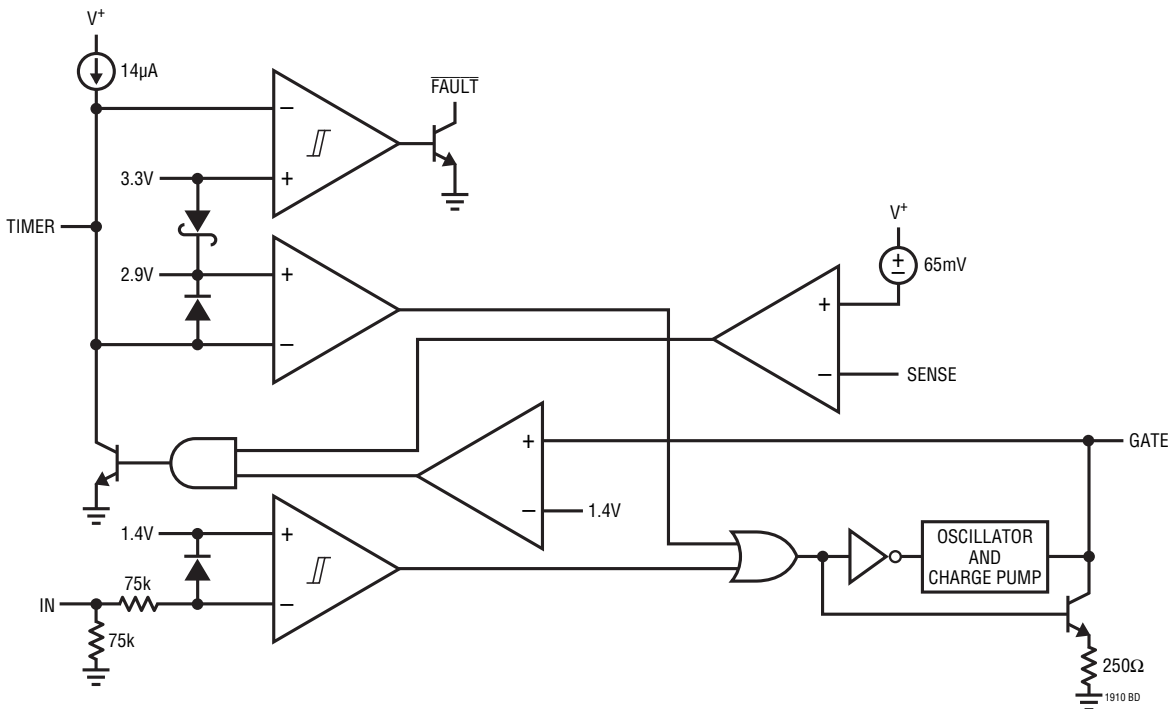 V+
14µA
FAULT
−
3.3V
+
TIMER
V+
+
−
65mV
2.9V
+
+
−
−
SENSE
+
GATE
−
1.4V
1.4V
+
OSCILLATOR
AND
CHARGE PUMP
75k
IN
−
75k
250Ω
1910 BD